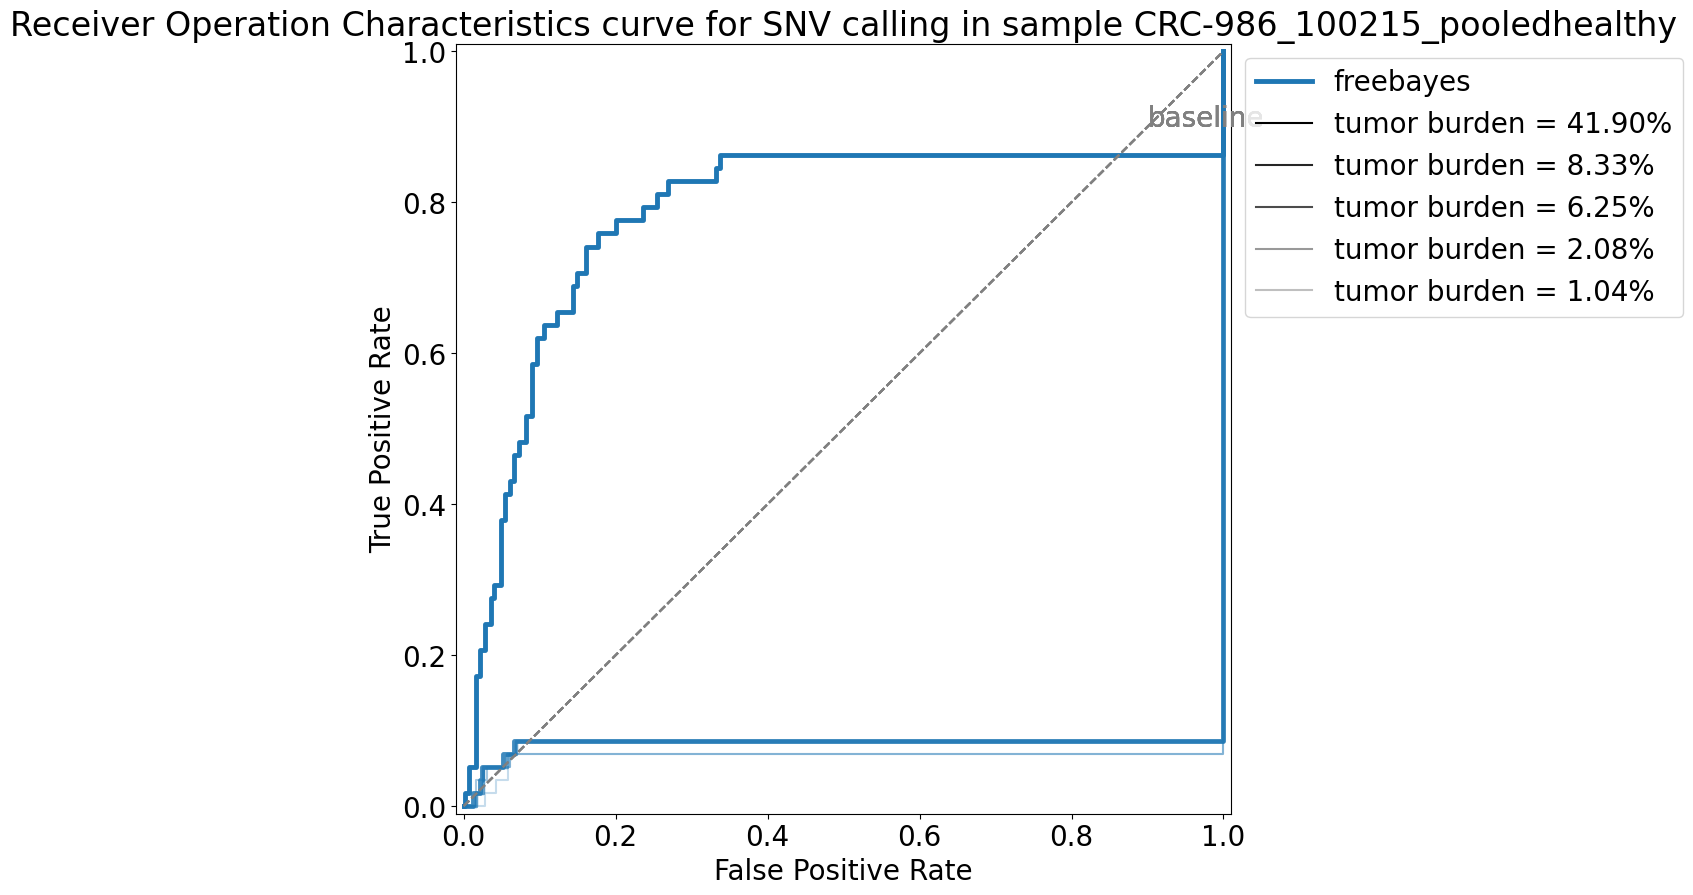 Receiver Operation Characteristics curve for SNV calling in sample CRC-986_100215_pooledhealthy
1.0
0.8
0.6
0.4
0.2
0.0
True Positive Rate
baseline
0.0 0.2 0.4 0.6 0.8 1.0
False Positive Rate
freebayes
tumor burden = 41.90%
tumor burden = 8.33%
tumor burden = 6.25%
tumor burden = 2.08%
tumor burden = 1.04%